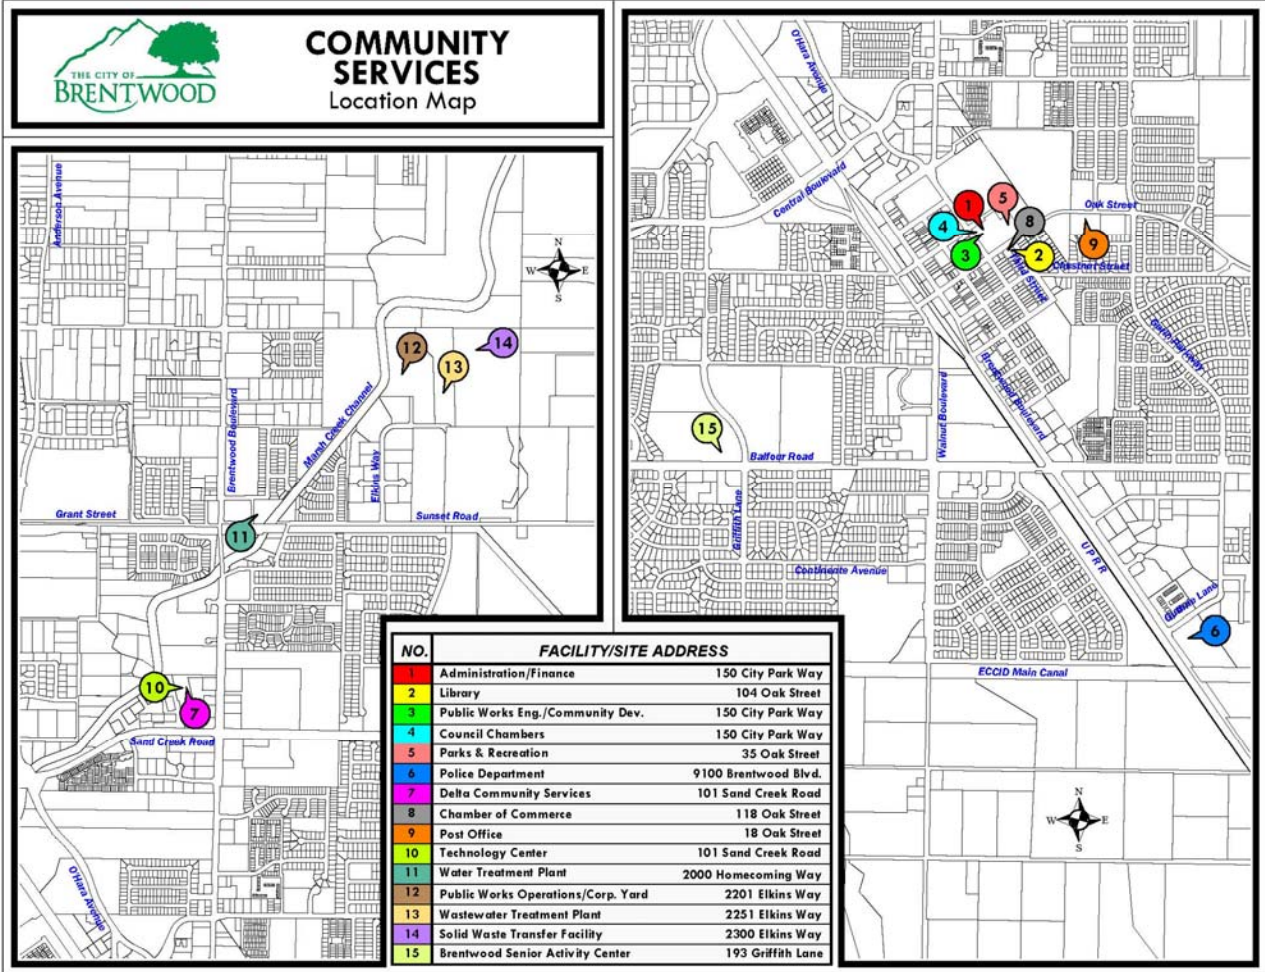 THE CITY OF
BRENTWOOD
COMMUNITY
SERVICES
Location Map
Anderson Avenue
N
W E
S
12
14
13
Brentwood Boulevard
Marsh Creek Channel
Elkins Way
Grant Street
Sunset Road
11
10
7
Sand Creek Road
O'Hara Avenue
O'Hara Avenue
Central Boulevard
1
5
4
8
3
2
9
Oak Street
Chestnut Street
Garin Parkway
Brentwood Boulevard
Walnut Boulevard
15
Balfour Road
Griffith Lane
Continente Avenue
UPRR
Guthrie Lane
6
ECCID Main Canal
N
W E
S
NO. FACILITY/SITE ADDRESS
1 Administration/Finance 150 City Park Way
2 Library 104 Oak Street
3 Public Works Eng./Community Dev. 150 City Park Way
4 Council Chambers 150 City Park Way
5 Parks & Recreation 35 Oak Street
6 Police Department 9100 Brentwood Blvd.
7 Delta Community Services 101 Sand Creek Road
8 Chamber of Commerce 118 Oak Street
9 Post Office 18 Oak Street
10 Technology Center 101 Sand Creek Road
11 Water Treatment Plant 2000 Homecoming Way
12 Public Works Operations/Corp. Yard 2201 Elkins Way
13 Wastewater Treatment Plant 2251 Elkins Way
14 Solid Waste Transfer Facility 2300 Elkins Way
15 Brentwood Senior Activity Center 193 Griffith Lane